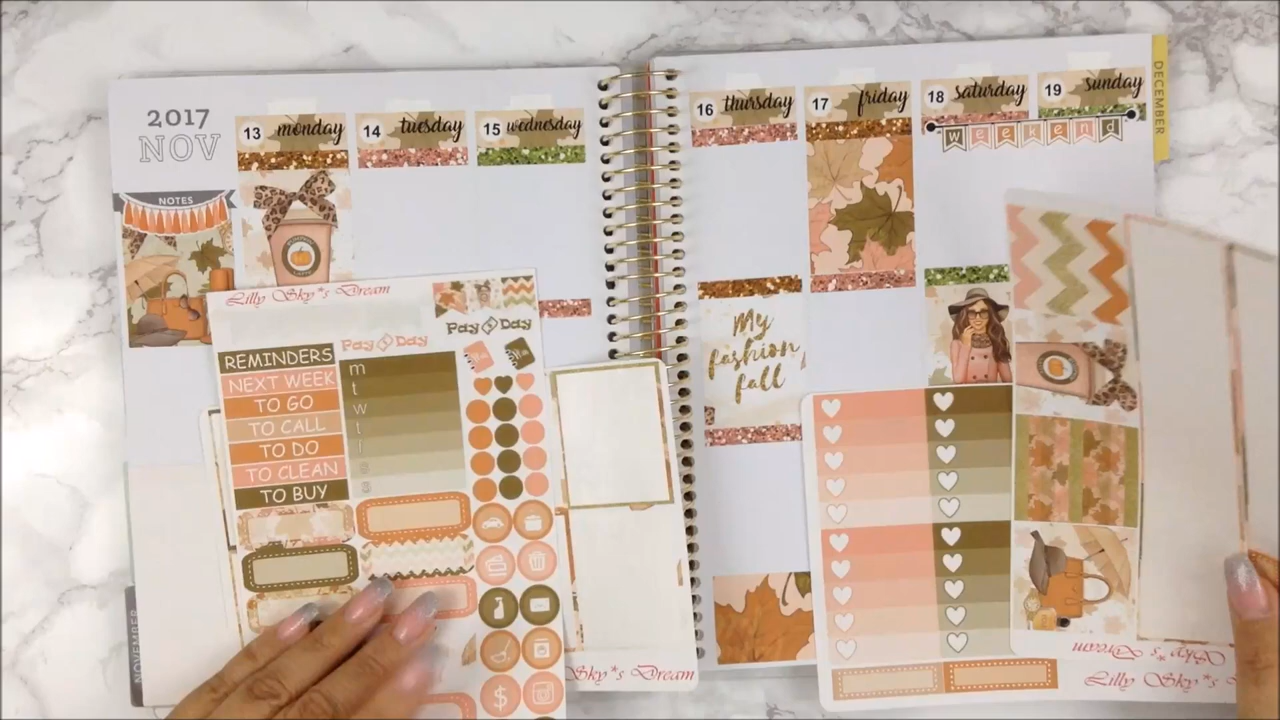 2017
NOV
NOTES
13 monday
14 tuesday
15 wednesday
16 thursday
17 friday
18 saturday
19 sunday
weekend
DECEMBER
Lilly Sky*s Dream
Pay Day
Pay Day
REMINDERS
NEXT WEEK
TO GO
TO CALL
TO DO
TO CLEAN
TO BUY
m
t
w
t
f
s
s
$
My
fashion
fall
NOVEMBER
Sky*s Dream
Sky*s Dream
Lilly Sky*s